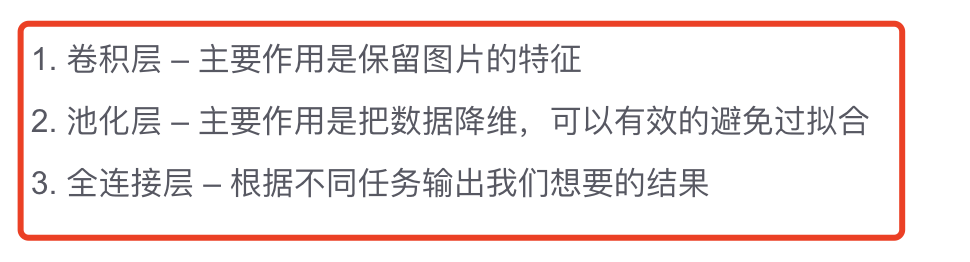 1. 卷积层 – 主要作用是保留图片的特征
2. 池化层 – 主要作用是把数据降维，可以有效的避免过拟合
3. 全连接层 – 根据不同任务输出我们想要的结果